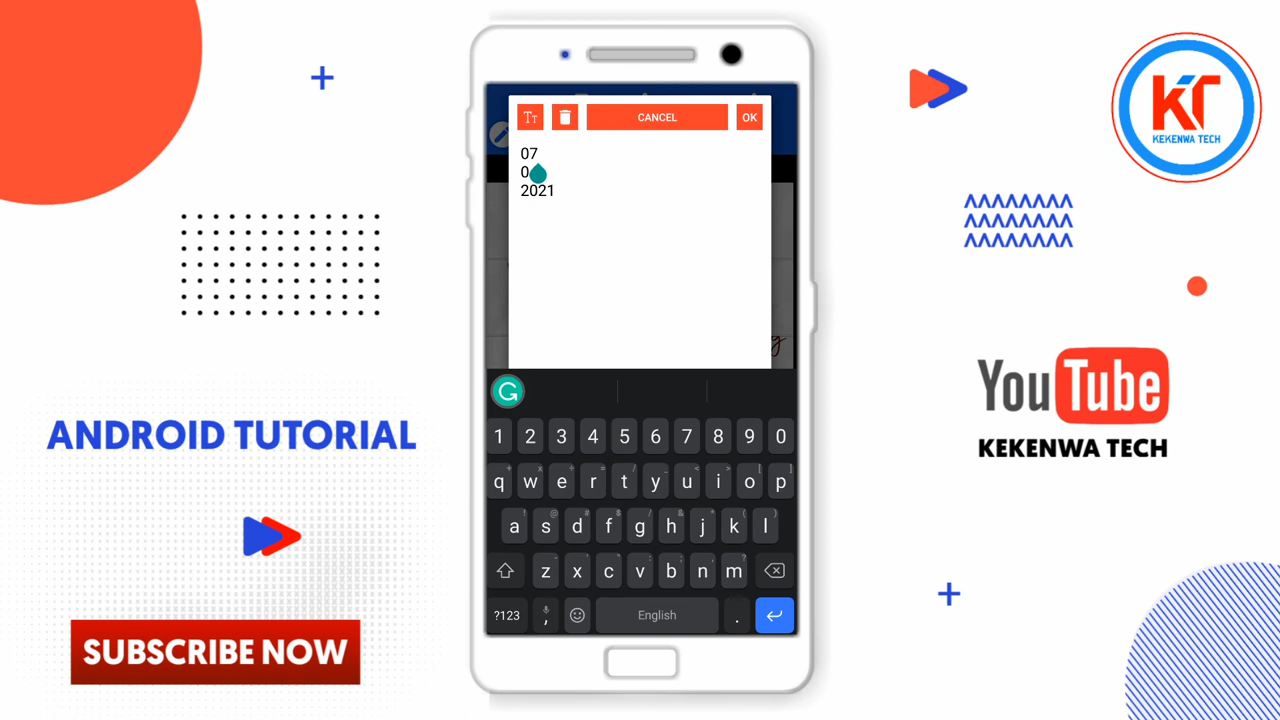 KT
KEKENWA TECH
Tт
CANCEL
OK
07
0
2021
ANDROID TUTORIAL
SUBSCRIBE NOW
YouTube
KEKENWA TECH
G
1 2 3 4 5 6 7 8 9 0
q w e r t y u i o p
a s d f g h j k l
z x c v b n m
?123 , English .